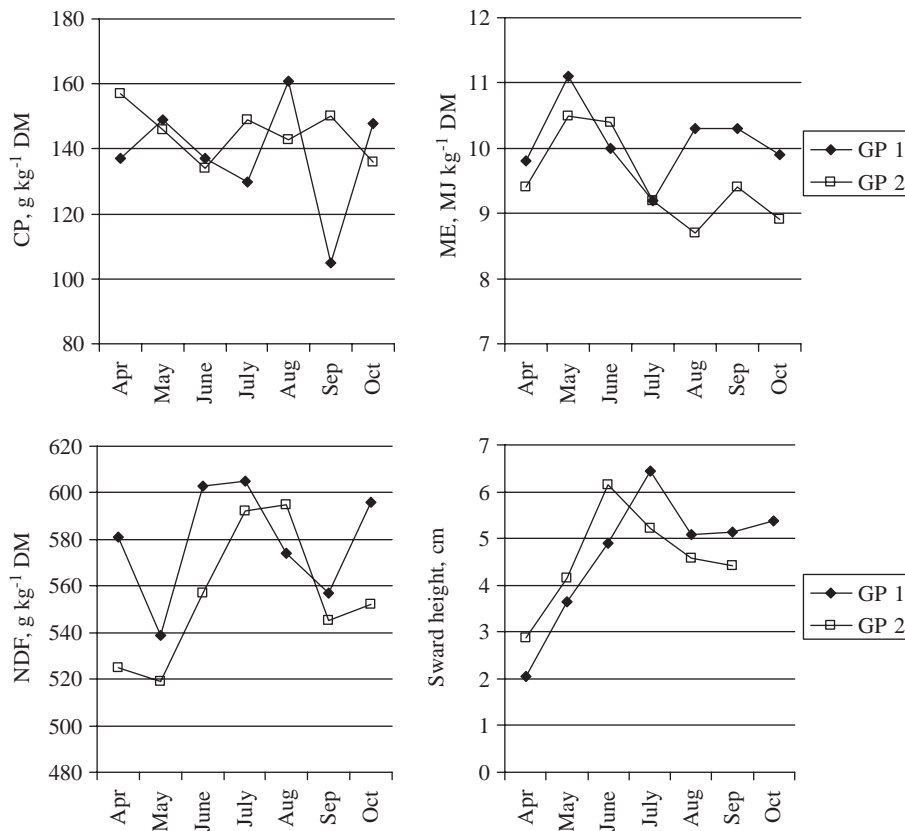 CP, g kg⁻¹ DM
180
160
140
120
100
80
Apr
May
June
July
Aug
Sep
Oct
ME, MJ kg⁻¹ DM
12
11
10
9
8
7
Apr
May
June
July
Aug
Sep
Oct
GP 1
GP 2
NDF, g kg⁻¹ DM
620
600
580
560
540
520
500
480
Apr
May
June
July
Aug
Sep
Oct
Sward height, cm
7
6
5
4
3
2
1
0
Apr
May
June
July
Aug
Sep
Oct
GP 1
GP 2